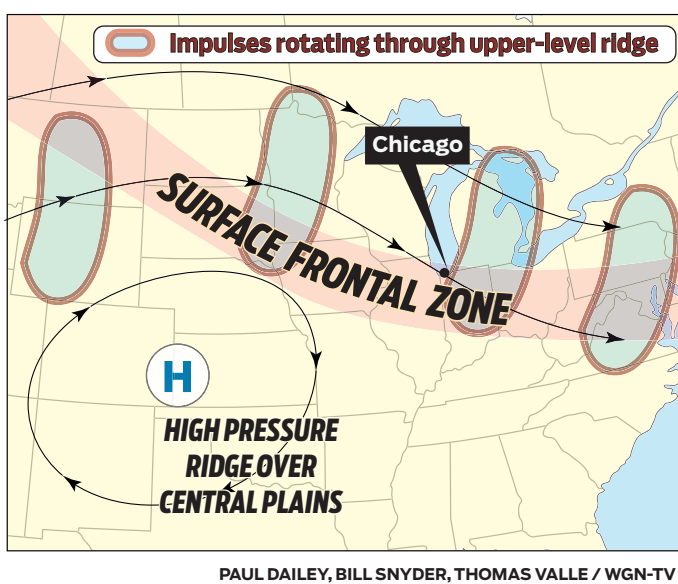 Impulses rotating through upper-level ridge
Chicago
SURFACE FRONTAL ZONE
H
HIGH PRESSURE
RIDGE OVER
CENTRAL PLAINS
PAUL DAILEY, BILL SNYDER, THOMAS VALLE / WGN-TV